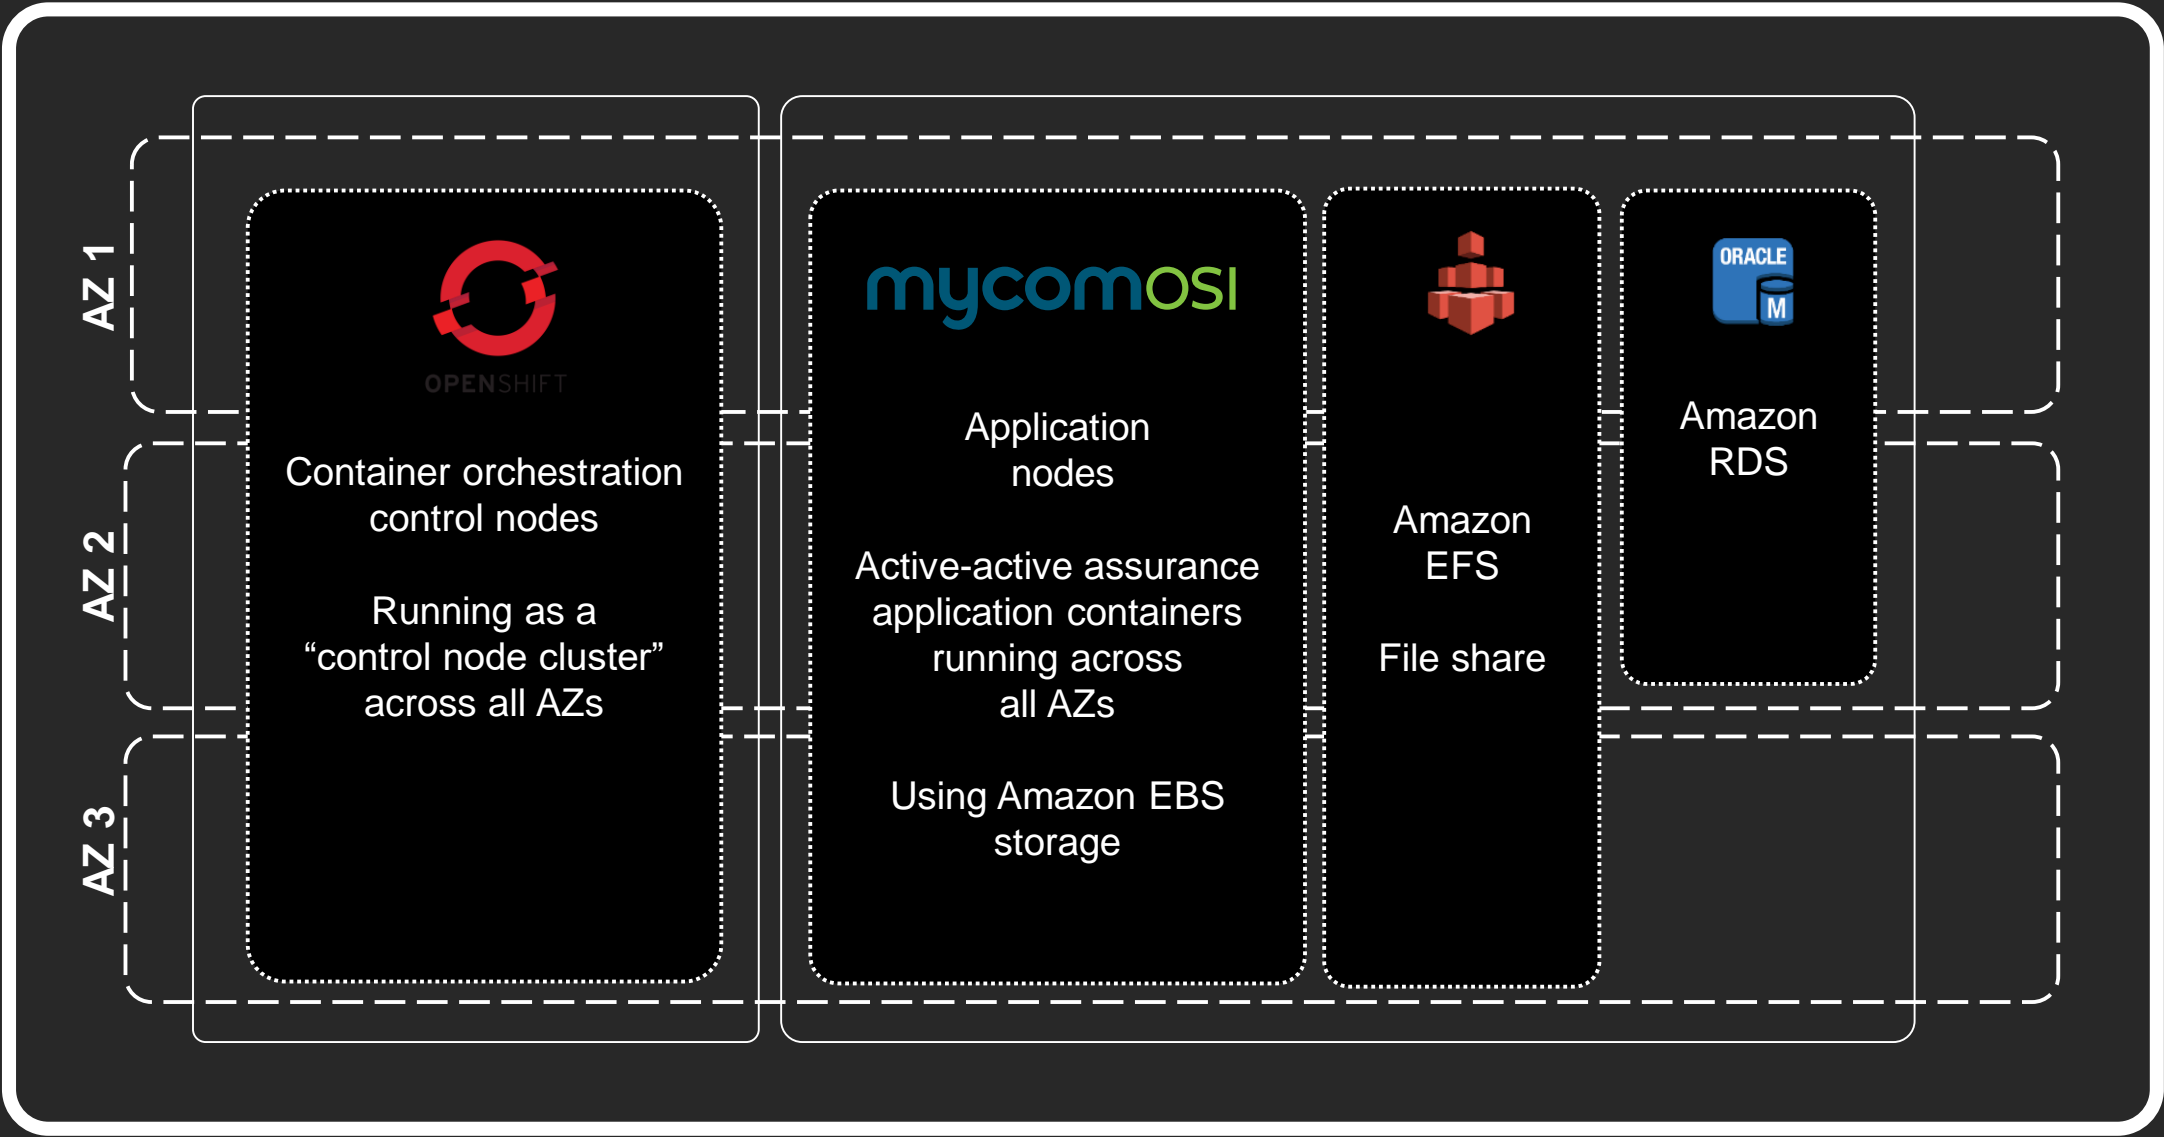 AZ 1
AZ 2
AZ 3
OPENSHIFT
Container orchestration
control nodes
Running as a
“control node cluster”
across all AZs
mycomOSI
Application
nodes
Active-active assurance
application containers
running across
all AZs
Using Amazon EBS
storage
Amazon
EFS
File share
ORACLE
M
Amazon
RDS